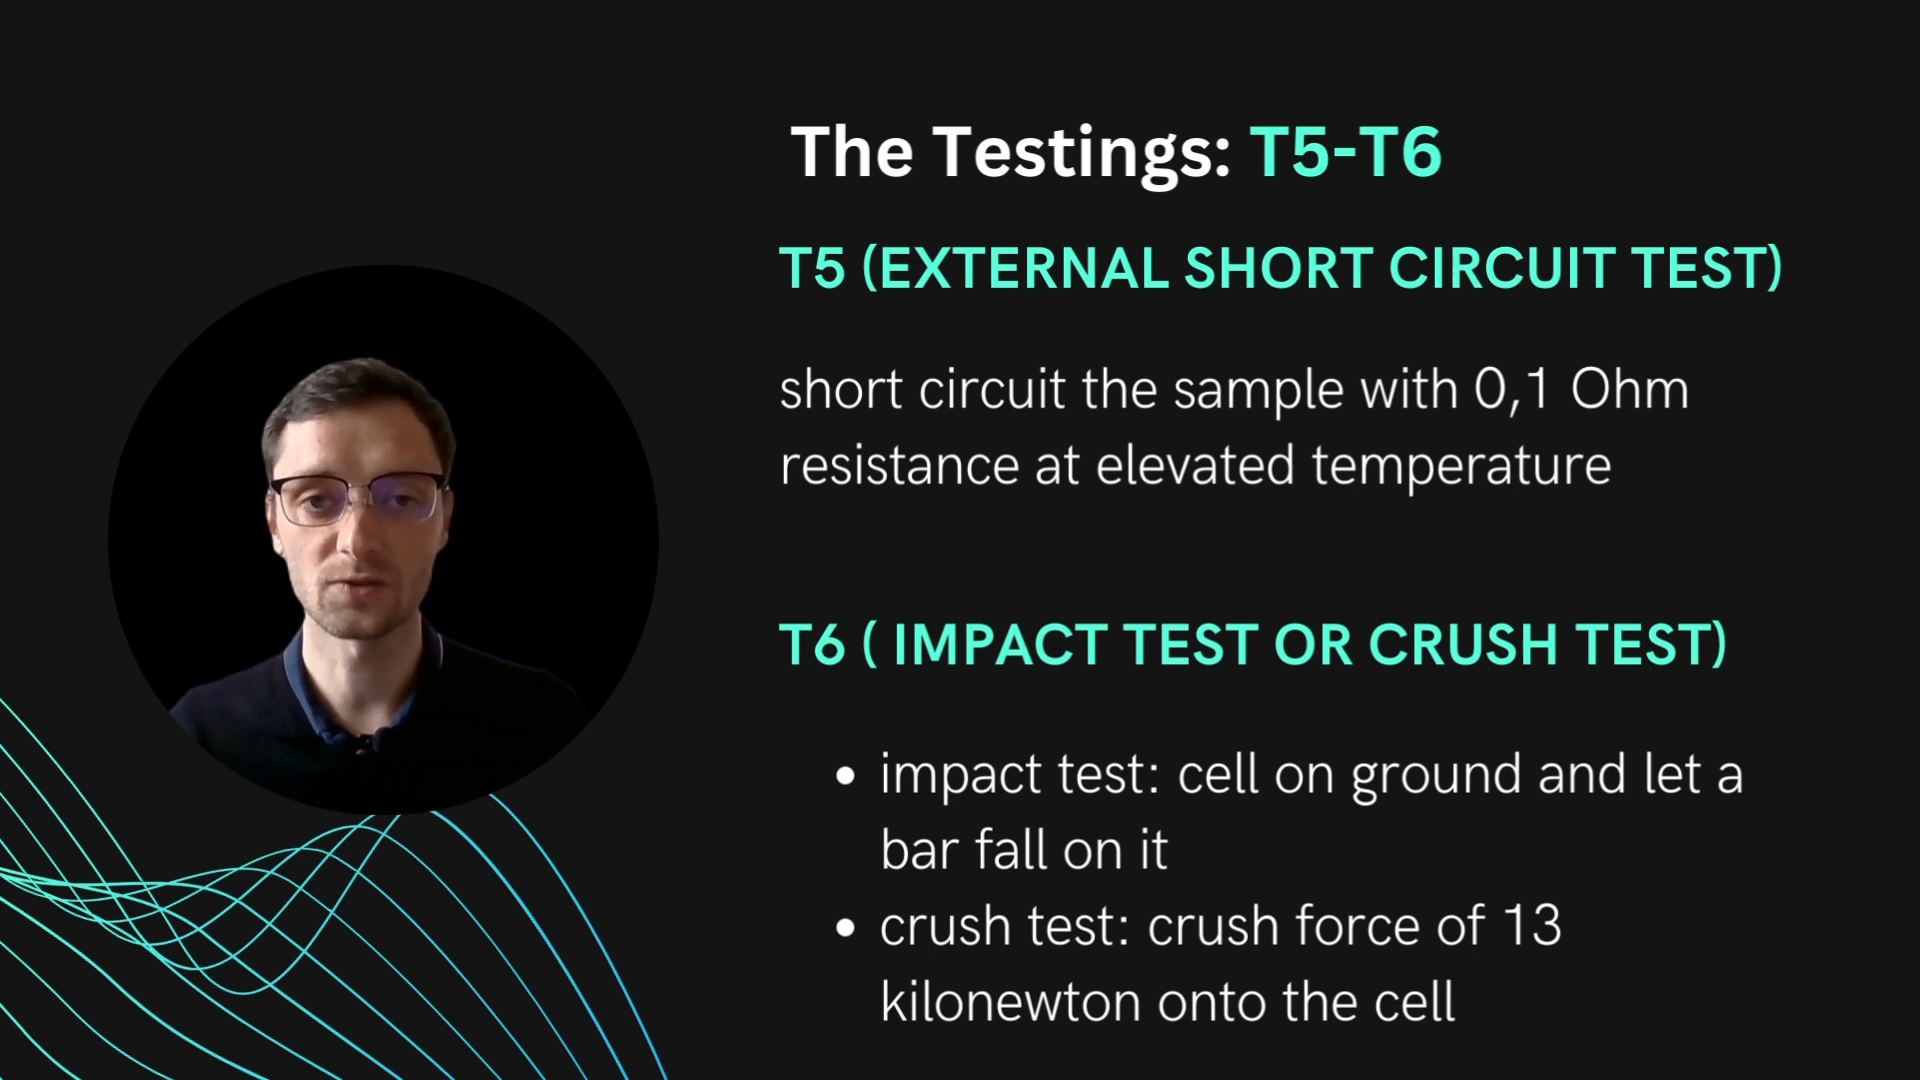 The Testings: T5-T6
T5 (EXTERNAL SHORT CIRCUIT TEST)
short circuit the sample with 0,1 Ohm
resistance at elevated temperature
T6 ( IMPACT TEST OR CRUSH TEST)
• impact test: cell on ground and let a
bar fall on it
• crush test: crush force of 13
kilonewton onto the cell